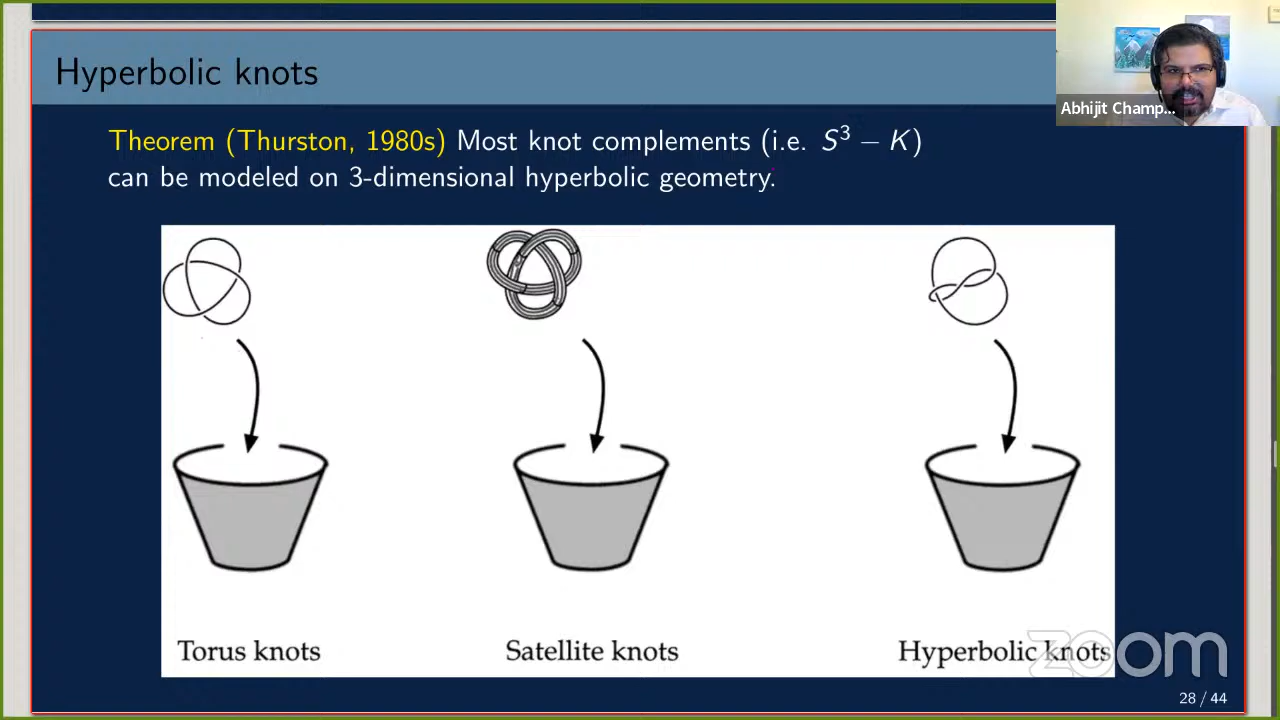 Hyperbolic knots
Abhijit Champ...
Theorem (Thurston, 1980s) Most knot complements (i.e. S³ − K)
can be modeled on 3-dimensional hyperbolic geometry.
Torus knots
Satellite knots
Hyperbolic knots
zoom
28 / 44